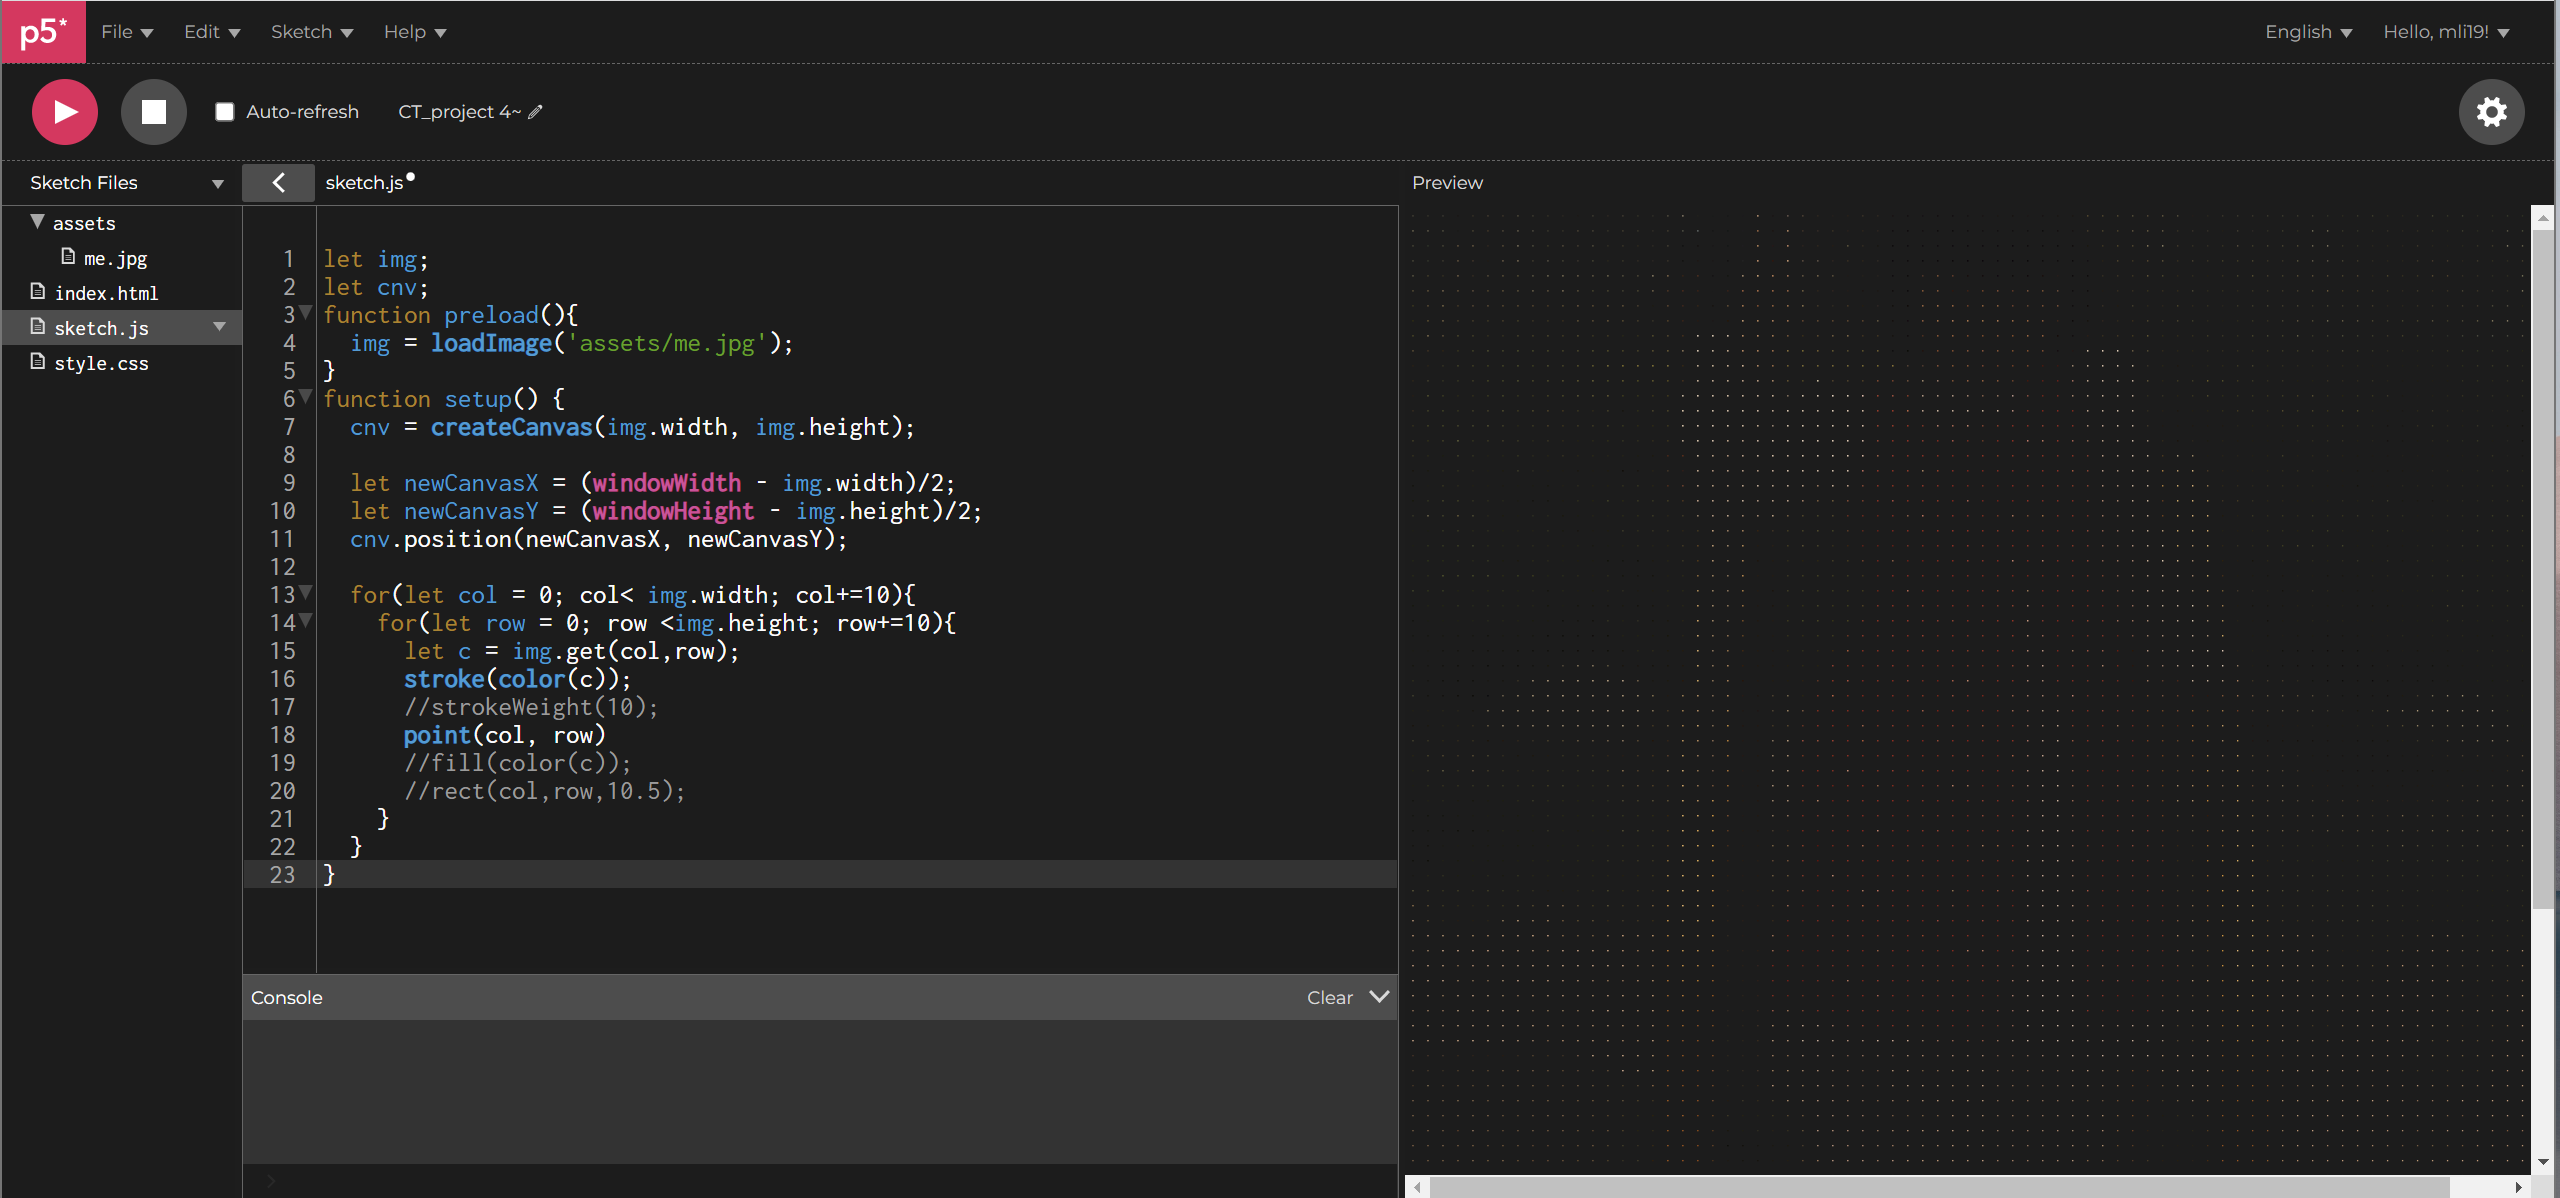 p5*
File Edit Sketch Help English Hello, mli19!
Auto-refresh CT_project 4~
Sketch Files sketch.js Preview
assets
me.jpg
index.html
sketch.js
style.css
1 let img;
2 let cnv;
3 function preload(){
4 img = loadImage('assets/me.jpg');
5 }
6 function setup() {
7 cnv = createCanvas(img.width, img.height);
8
9 let newCanvasX = (windowWidth - img.width)/2;
10 let newCanvasY = (windowHeight - img.height)/2;
11 cnv.position(newCanvasX, newCanvasY);
12
13 for(let col = 0; col< img.width; col+=10){
14 for(let row = 0; row <img.height; row+=10){
15 let c = img.get(col,row);
16 stroke(color(c));
17 //strokeWeight(10);
18 point(col, row)
19 //fill(color(c));
20 //rect(col,row,10.5);
21 }
22 }
23 }
Console Clear
>